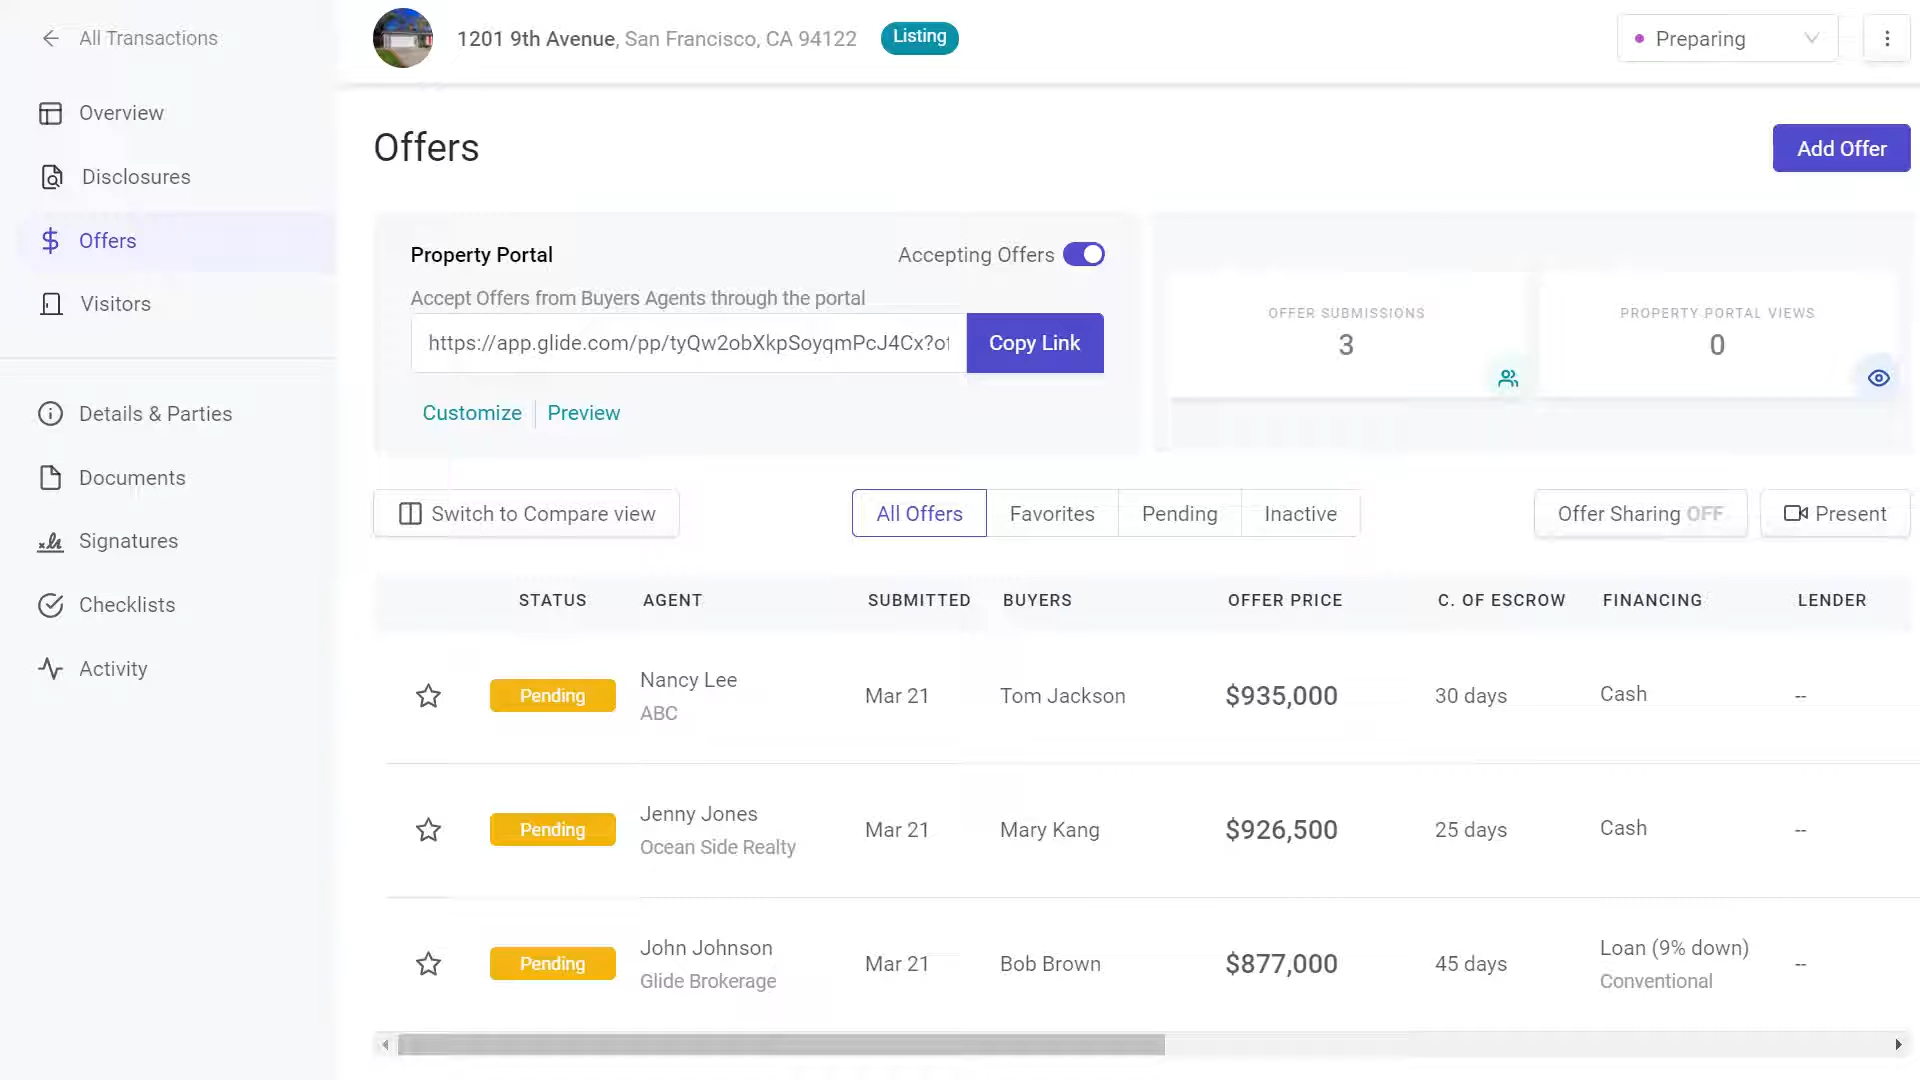 All Transactions
1201 9th Avenue, San Francisco, CA 94122
Listing
Preparing
Overview
Disclosures
Offers
Visitors
Details & Parties
Documents
Signatures
Checklists
Activity
Offers
Add Offer
Property Portal
Accepting Offers
Accept Offers from Buyers Agents through the portal
https://app.glide.com/pp/tyQw2obXkpSoyqmPcJ4Cx?of
Copy Link
Customize
Preview
OFFER SUBMISSIONS
3
PROPERTY PORTAL VIEWS
0
Switch to Compare view
All Offers
Favorites
Pending
Inactive
Offer Sharing OFF
Present
STATUS AGENT SUBMITTED BUYERS OFFER PRICE C. OF ESCROW FINANCING LENDER
Pending Nancy Lee Mar 21 Tom Jackson $935,000 30 days Cash --
ABC
Pending Jenny Jones Mar 21 Mary Kang $926,500 25 days Cash --
Ocean Side Realty
Pending John Johnson Mar 21 Bob Brown $877,000 45 days Loan (9% down) --
Glide Brokerage Conventional